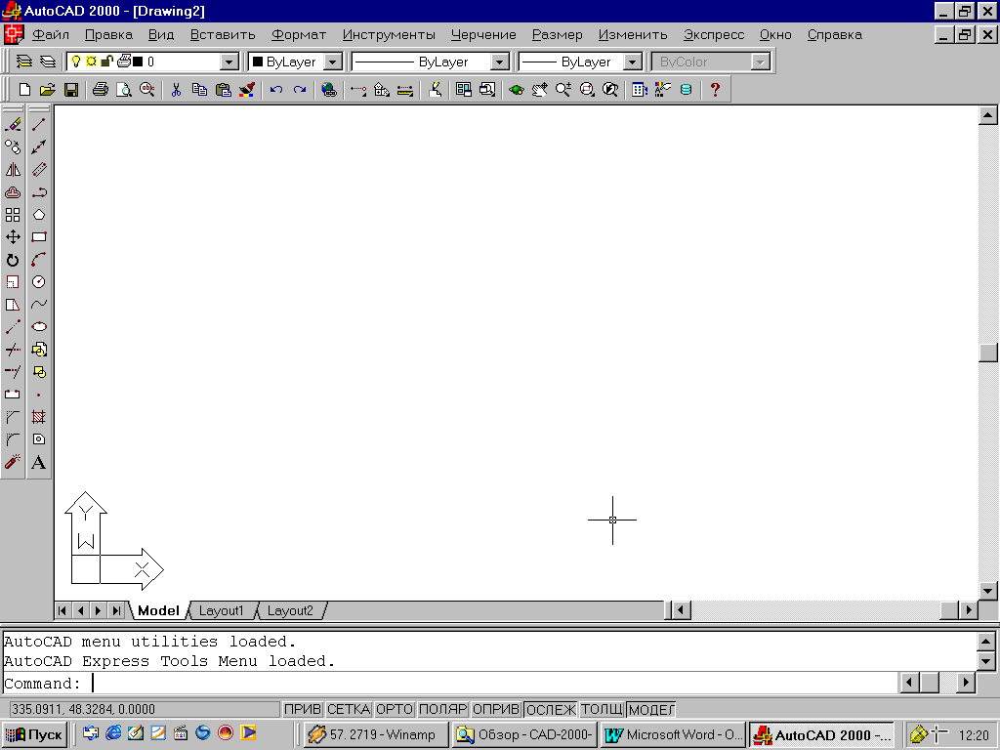 AutoCAD 2000 - [Drawing2]
Файл Правка Вид Вставить Формат Инструменты Черчение Размер Изменить Экспресс Окно Справка
0 ByLayer ByLayer ByLayer ByColor
A
Y
W
X
Model Layout1 Layout2
AutoCAD menu utilities loaded.
AutoCAD Express Tools Menu loaded.
Command:
335.0911, 48.3284, 0.0000 ПРИВ СЕТКА ОРТО ПОЛЯР ОПРИВ ОСЛЕЖ ТОЛЩ МОДЕЛ
Пуск 57. 2719 - Winamp Обзор - CAD-2000- Microsoft Word - О... AutoCAD 2000 -... 12:20